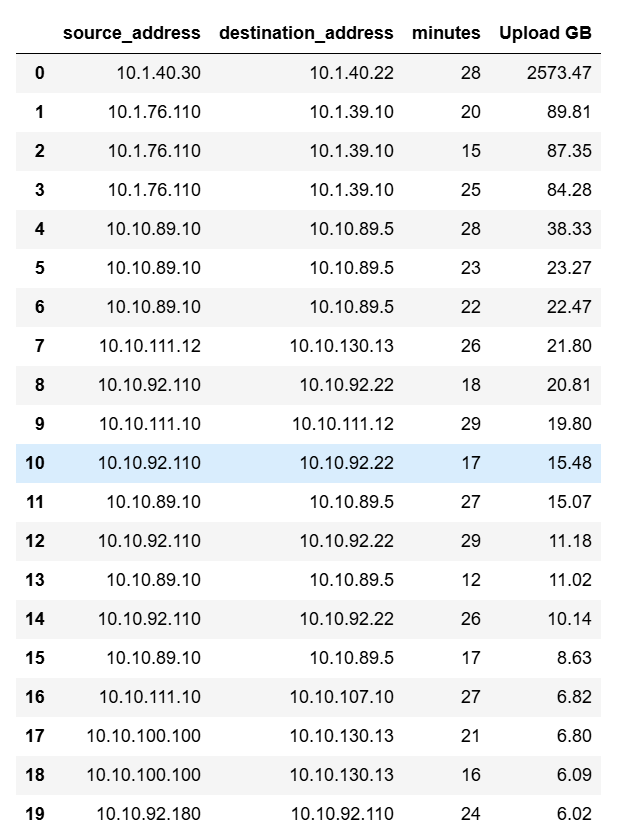 source_address destination_address minutes Upload GB
0 10.1.40.30 10.1.40.22 28 2573.47
1 10.1.76.110 10.1.39.10 20 89.81
2 10.1.76.110 10.1.39.10 15 87.35
3 10.1.76.110 10.1.39.10 25 84.28
4 10.10.89.10 10.10.89.5 28 38.33
5 10.10.89.10 10.10.89.5 23 23.27
6 10.10.89.10 10.10.89.5 22 22.47
7 10.10.111.12 10.10.130.13 26 21.80
8 10.10.92.110 10.10.92.22 18 20.81
9 10.10.111.10 10.10.111.12 29 19.80
10 10.10.92.110 10.10.92.22 17 15.48
11 10.10.89.10 10.10.89.5 27 15.07
12 10.10.92.110 10.10.92.22 29 11.18
13 10.10.89.10 10.10.89.5 12 11.02
14 10.10.92.110 10.10.92.22 26 10.14
15 10.10.89.10 10.10.89.5 17 8.63
16 10.10.111.10 10.10.107.10 27 6.82
17 10.10.100.100 10.10.130.13 21 6.80
18 10.10.100.100 10.10.130.13 16 6.09
19 10.10.92.180 10.10.92.110 24 6.02